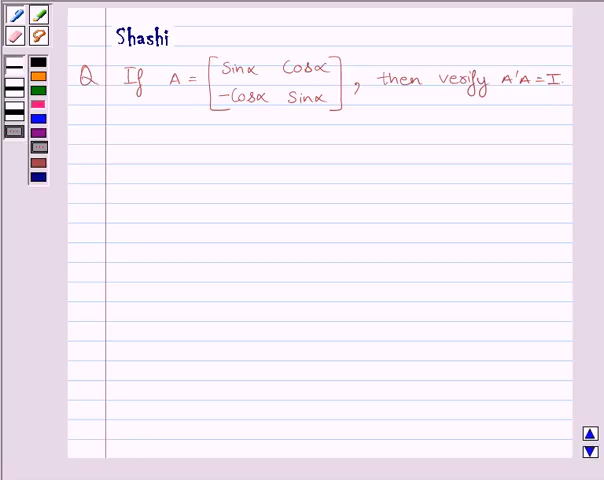 Shashi
Q If A = [ Sinα Cosα
-Cosα Sinα ] , then verify A'A = I.